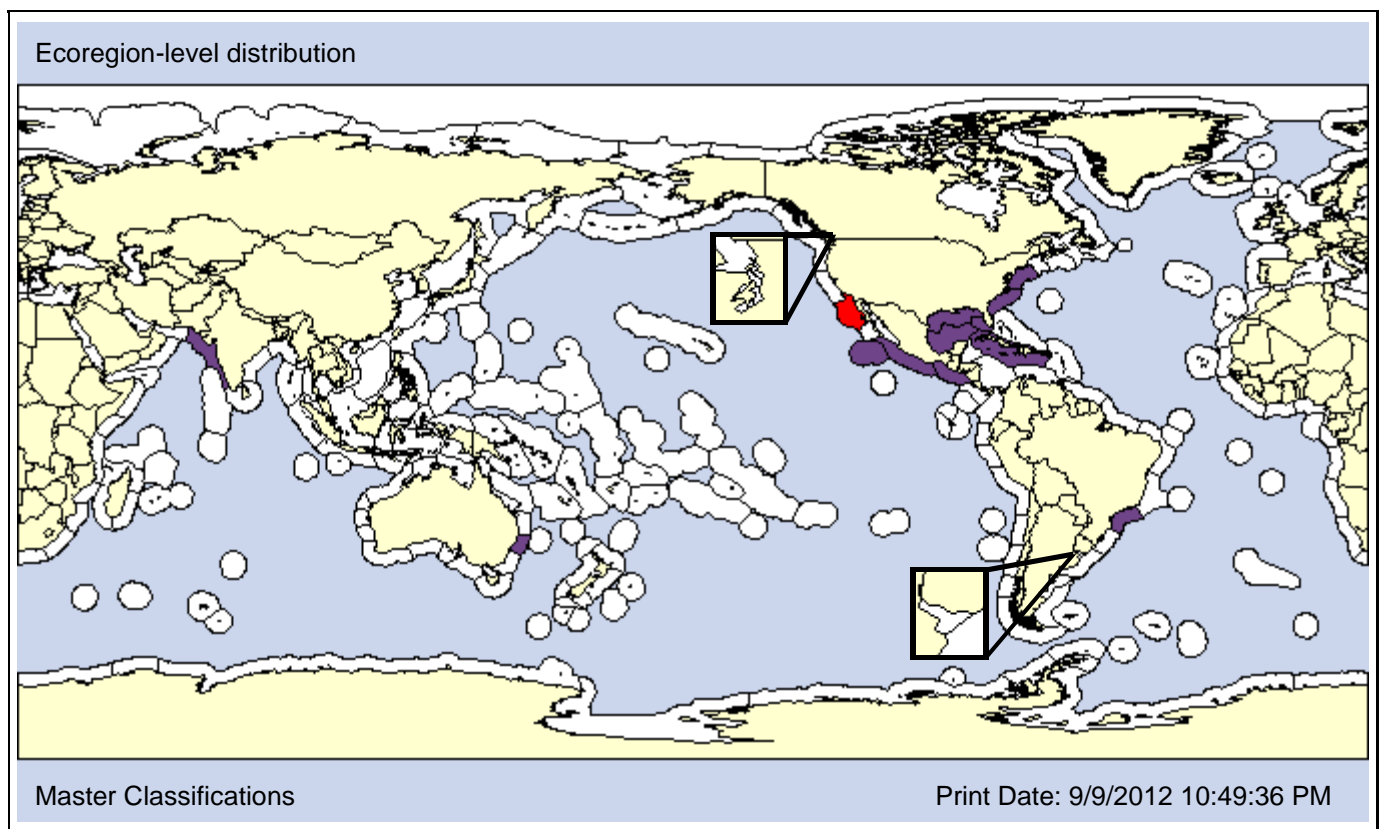 Ecoregion-level distribution
Master Classifications
Print Date: 9/9/2012 10:49:36 PM